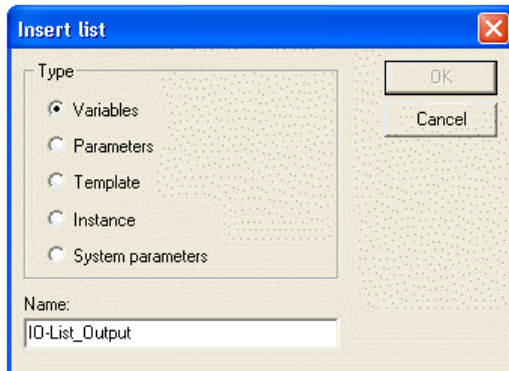 Insert list
Type
Variables
Parameters
Template
Instance
System parameters
OK
Cancel
Name:
IO-List_Output